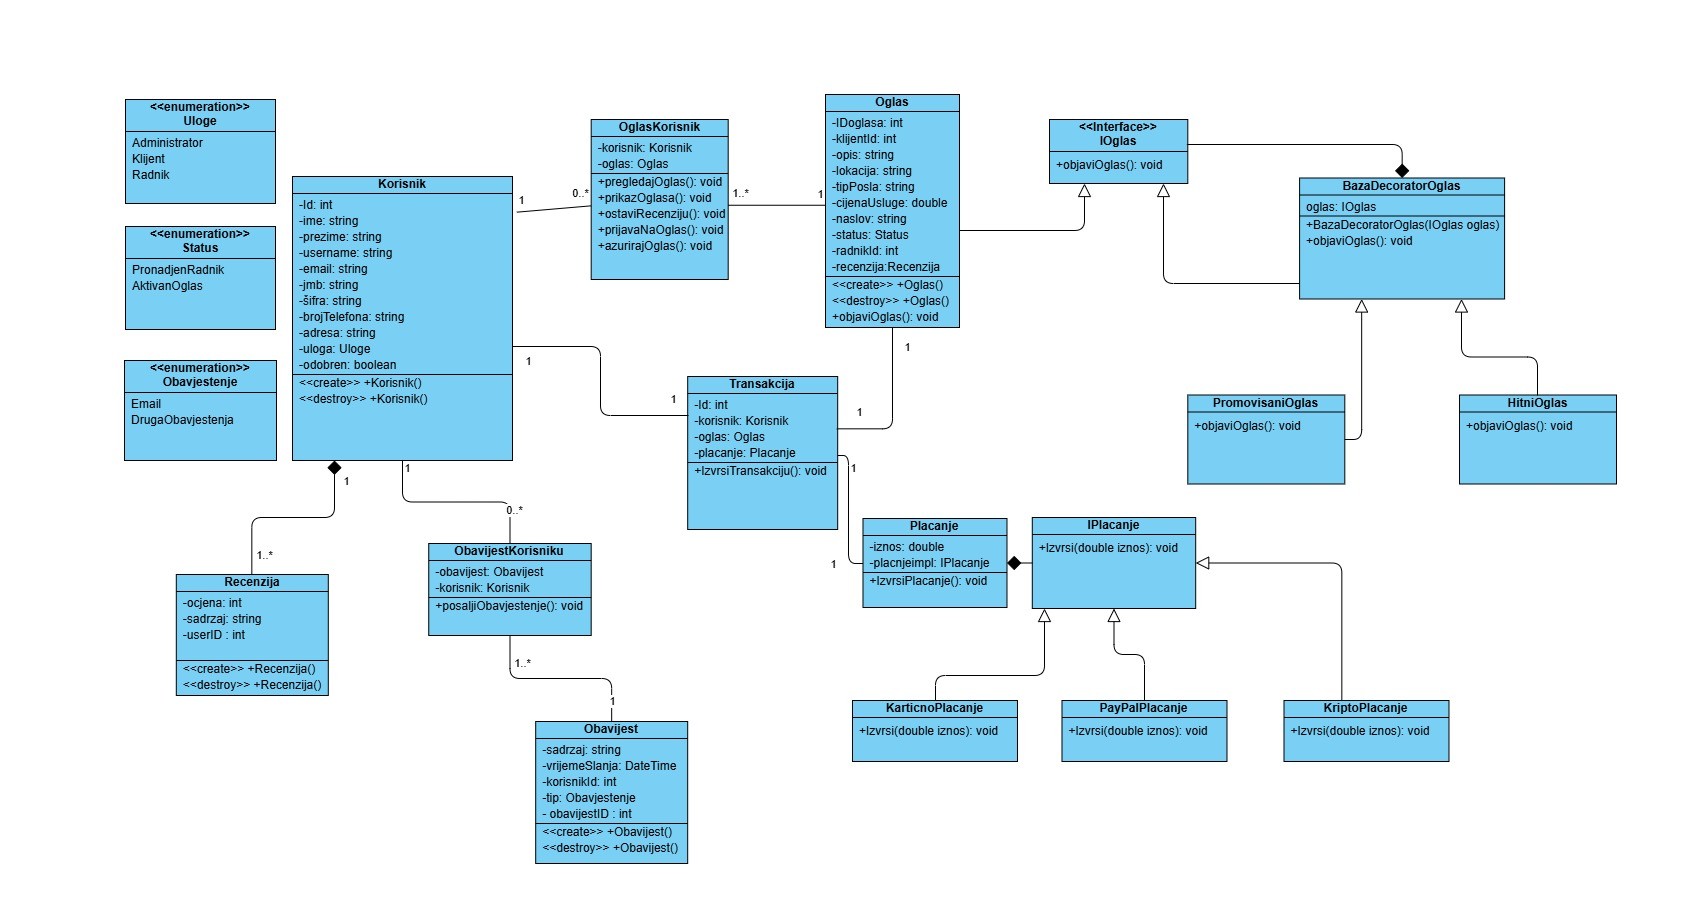 <<enumeration>>
Uloge
Administrator
Klijent
Radnik
<<enumeration>>
Status
PronadjenRadnik
AktivanOglas
<<enumeration>>
Obavjestenje
Email
DrugaObavjestenja
Korisnik
-Id: int
-ime: string
-prezime: string
-username: string
-email: string
-jmb: string
-šifra: string
-brojTelefona: string
-adresa: string
-uloga: Uloge
-odobren: boolean
<<create>> +Korisnik()
<<destroy>> +Korisnik()
1
0..*
OglasKorisnik
-korisnik: Korisnik
-oglas: Oglas
+pregledajOglas(): void
+prikazOglasa(): void
+ostaviRecenziju(): void
+prijavaNaOglas(): void
+azurirajOglas(): void
1..*
1
Oglas
-IDoglasa: int
-klijentId: int
-opis: string
-lokacija: string
-tipPosla: string
-cijenaUsluge: double
-naslov: string
-status: Status
-radnikId: int
-recenzija:Recenzija
<<create>> +Oglas()
<<destroy>> +Oglas()
+objaviOglas(): void
1
<<Interface>>
IOglas
+objaviOglas(): void
BazaDecoratorOglas
oglas: IOglas
+BazaDecoratorOglas(IOglas oglas)
+objaviOglas(): void
PromovisaniOglas
+objaviOglas(): void
HitniOglas
+objaviOglas(): void
1
1
Transakcija
-Id: int
-korisnik: Korisnik
-oglas: Oglas
-placanje: Placanje
+IzvrsiTransakciju(): void
1
1
1
Placanje
-iznos: double
-placnjeimpl: IPlacanje
+IzvrsiPlacanje(): void
IPlacanje
+Izvrsi(double iznos): void
KarticnoPlacanje
+Izvrsi(double iznos): void
PayPalPlacanje
+Izvrsi(double iznos): void
KriptoPlacanje
+Izvrsi(double iznos): void
1
1..*
Recenzija
-ocjena: int
-sadrzaj: string
-userID : int
<<create>> +Recenzija()
<<destroy>> +Recenzija()
1
0..*
ObavijestKorisniku
-obavijest: Obavijest
-korisnik: Korisnik
+posaljiObavjestenje(): void
1..*
1
Obavijest
-sadrzaj: string
-vrijemeSlanja: DateTime
-korisnikId: int
-tip: Obavjestenje
- obavijestID : int
<<create>> +Obavijest()
<<destroy>> +Obavijest()